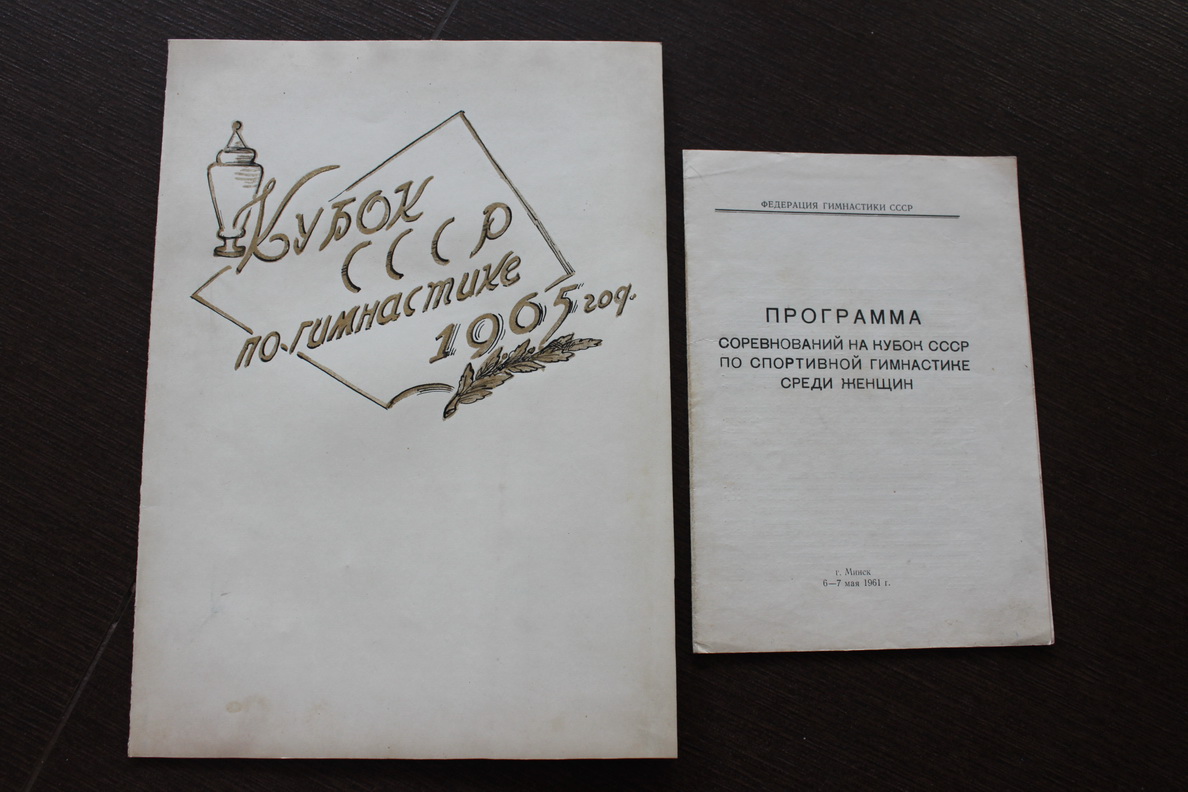 Кубок
СССР
по-гимнастике
1965 год.
ФЕДЕРАЦИЯ ГИМНАСТИКИ СССР
ПРОГРАММА
СОРЕВНОВАНИЙ НА КУБОК СССР
ПО СПОРТИВНОЙ ГИМНАСТИКЕ
СРЕДИ ЖЕНЩИН
г. Минск
6—7 мая 1961 г.